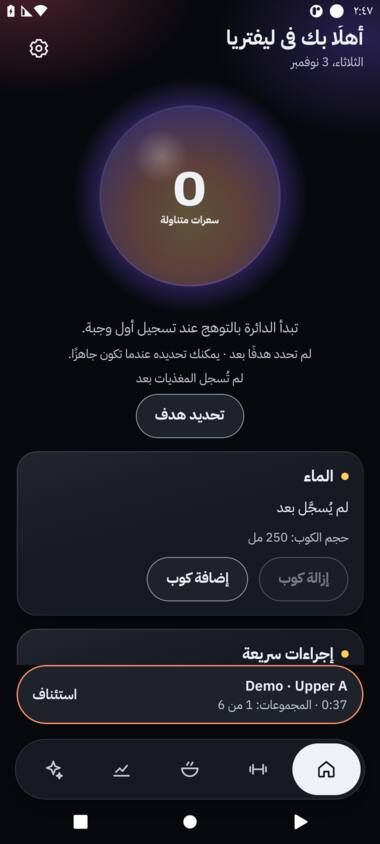 ٢:٤٧
أهلًا بك في ليفتريا
الثلاثاء، 3 نوفمبر
0
سعرات متناولة
تبدأ الدائرة بالتوهج عند تسجيل أول وجبة.
لم تحدد هدفًا بعد · يمكنك تحديده عندما تكون جاهزًا.
لم تُسجل المغذيات بعد
تحديد هدف
الماء
لم يُسجَّل بعد
حجم الكوب: 250 مل
إزالة كوب
إضافة كوب
إجراءات سريعة
Demo · Upper A
0:37 · المجموعات: 1 من 6
استئناف